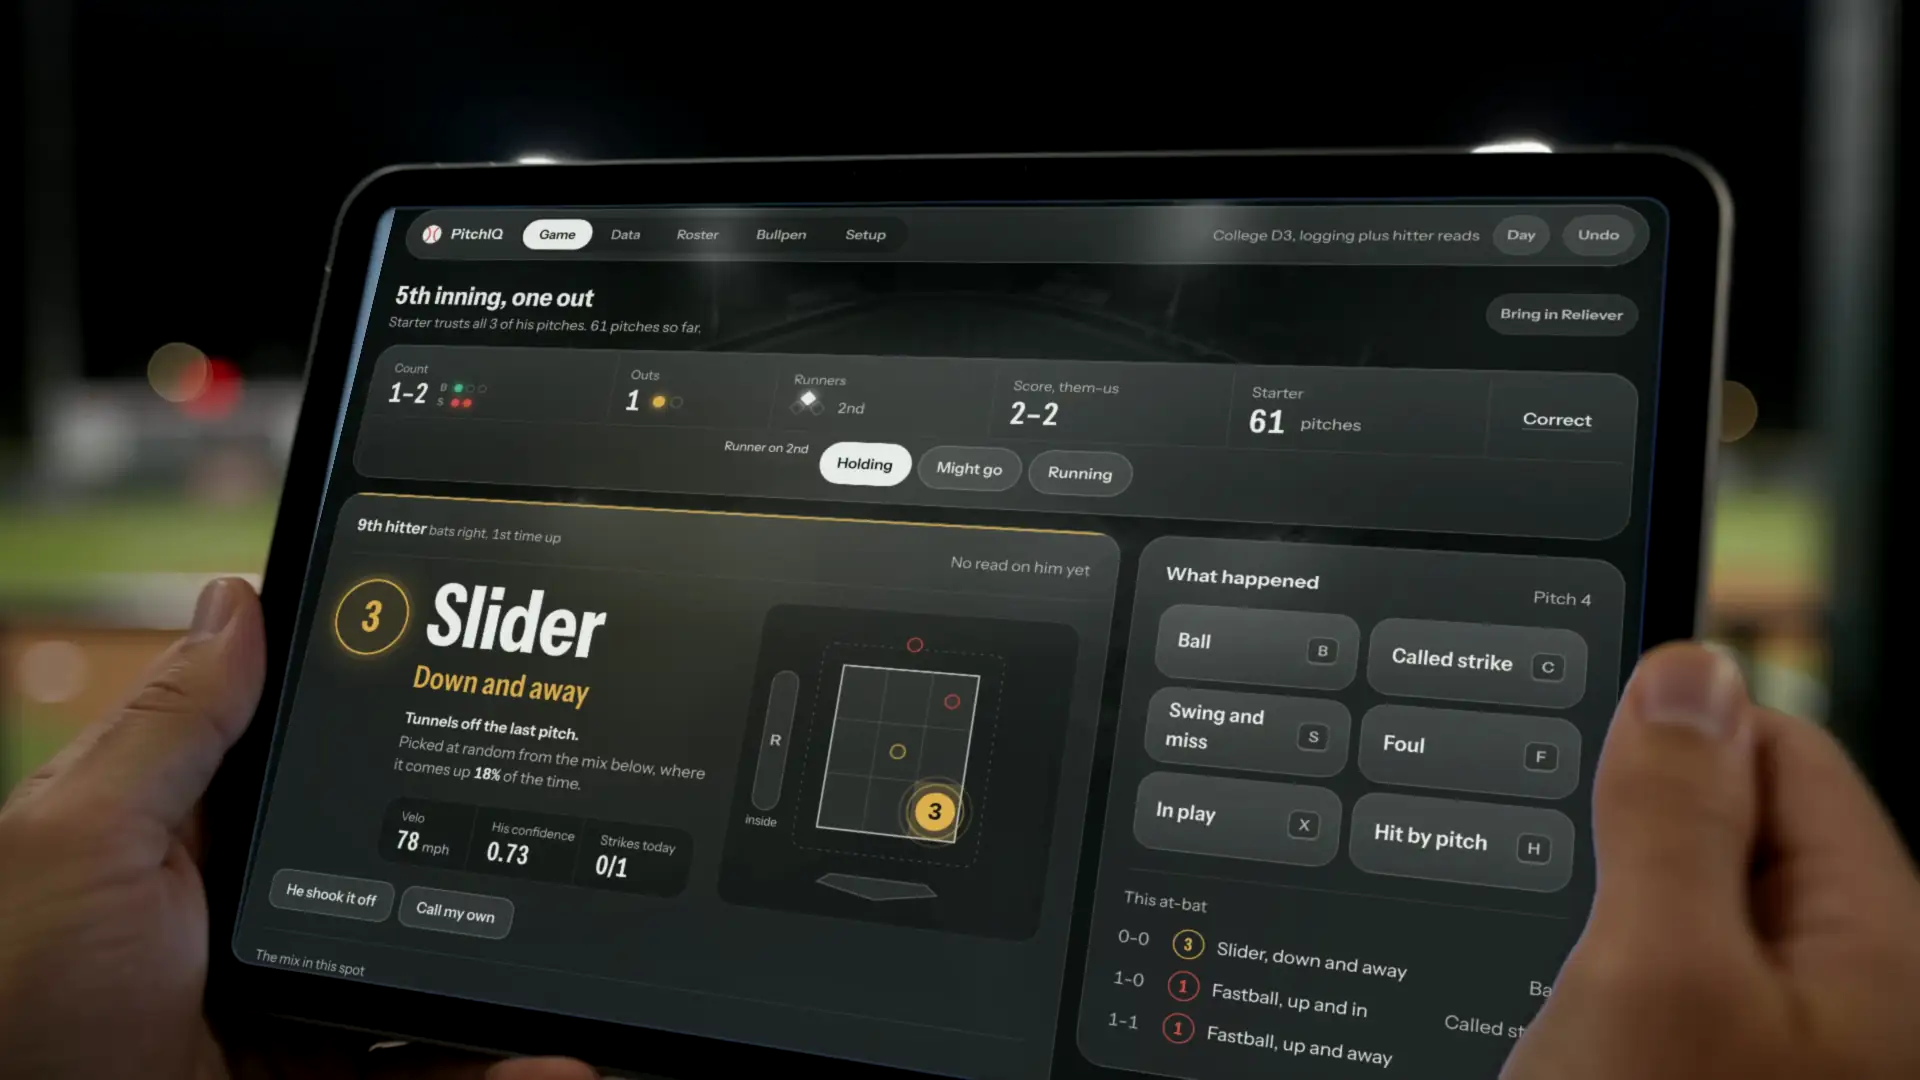 PitchIQ Game Data Roster Bullpen Setup College D3, logging plus hitter reads Day Undo
5th inning, one out
Starter trusts all 3 of his pitches. 61 pitches so far.
Bring in Reliever
Count
1-2
B
S
Outs
1
Runners
2nd
Score, them-us
2-2
Starter
61 pitches
Correct
Runner on 2nd Holding Might go Running
9th hitter bats right, 1st time up
No read on him yet
3 Slider
Down and away
Tunnels off the last pitch.
Picked at random from the mix below, where
it comes up 18% of the time.
Velo
78 mph
His confidence
0.73
Strikes today
0/1
He shook it off
Call my own
The mix in this spot
R
inside
3
What happened
Pitch 4
Ball B
Called strike C
Swing and
miss S
Foul F
In play X
Hit by pitch H
This at-bat
0-0 3 Slider, down and away
1-0 1 Fastball, up and in Called
1-1 1 Fastball, up and away